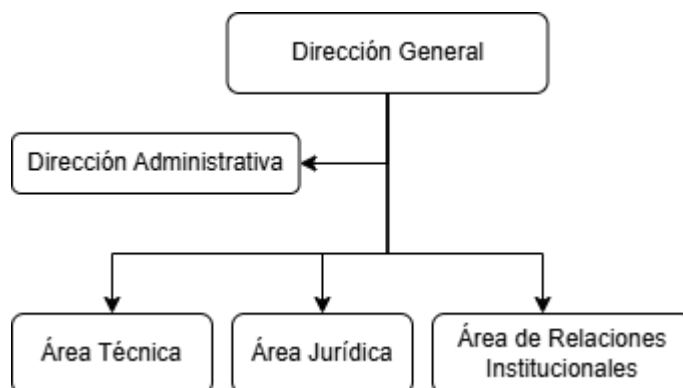 Dirección General
Dirección Administrativa
Área Técnica
Área Jurídica
Área de Relaciones
Institucionales